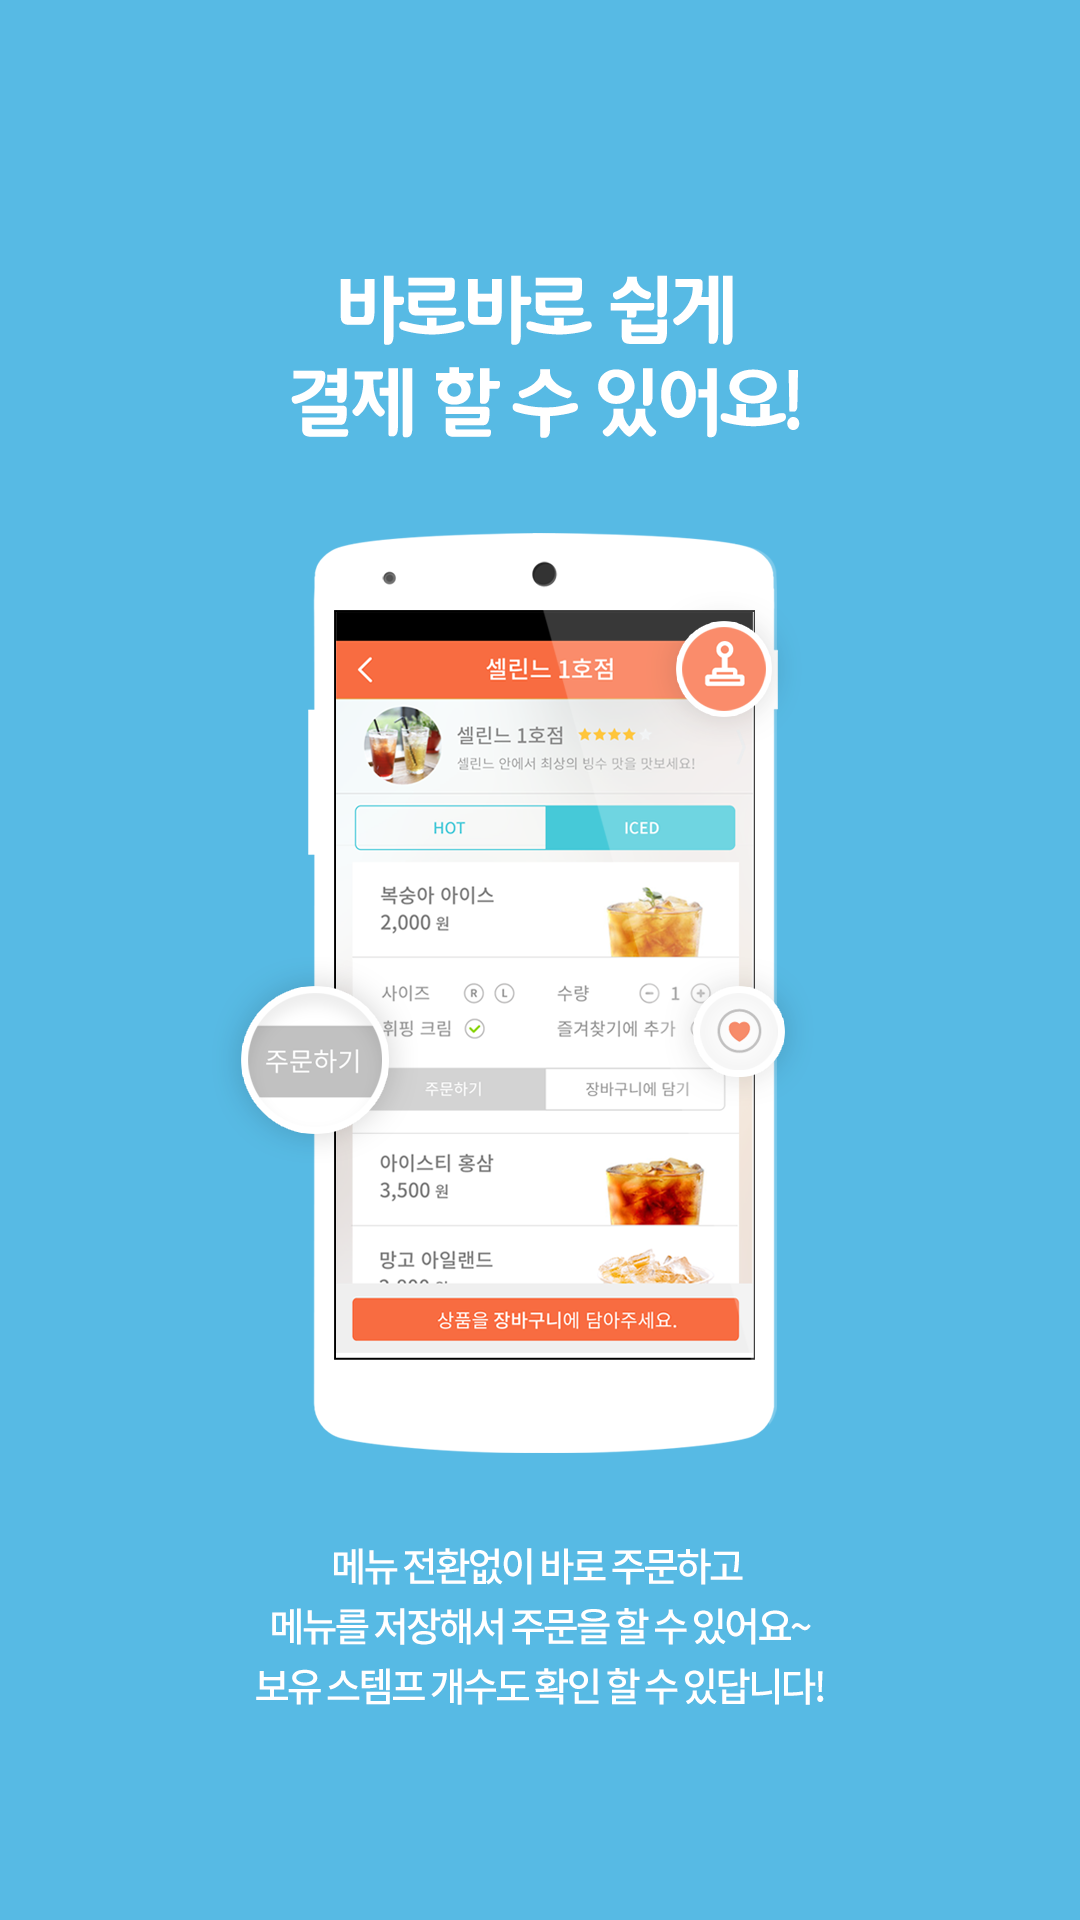 바로바로 쉽게
결제 할 수 있어요!
셀린느 1호점
셀린느 1호점
셀린느 안에서 최상의 빙수 맛을 맛보세요!
HOT
ICED
복숭아 아이스
2,000 원
사이즈 R L 수량 1
휘핑 크림 즐겨찾기에 추가
주문하기
주문하기
장바구니에 담기
아이스티 홍삼
3,500 원
망고 아일랜드
상품을 장바구니에 담아주세요.
메뉴 전환없이 바로 주문하고
메뉴를 저장해서 주문을 할 수 있어요~
보유 스템프 개수도 확인 할 수 있답니다!